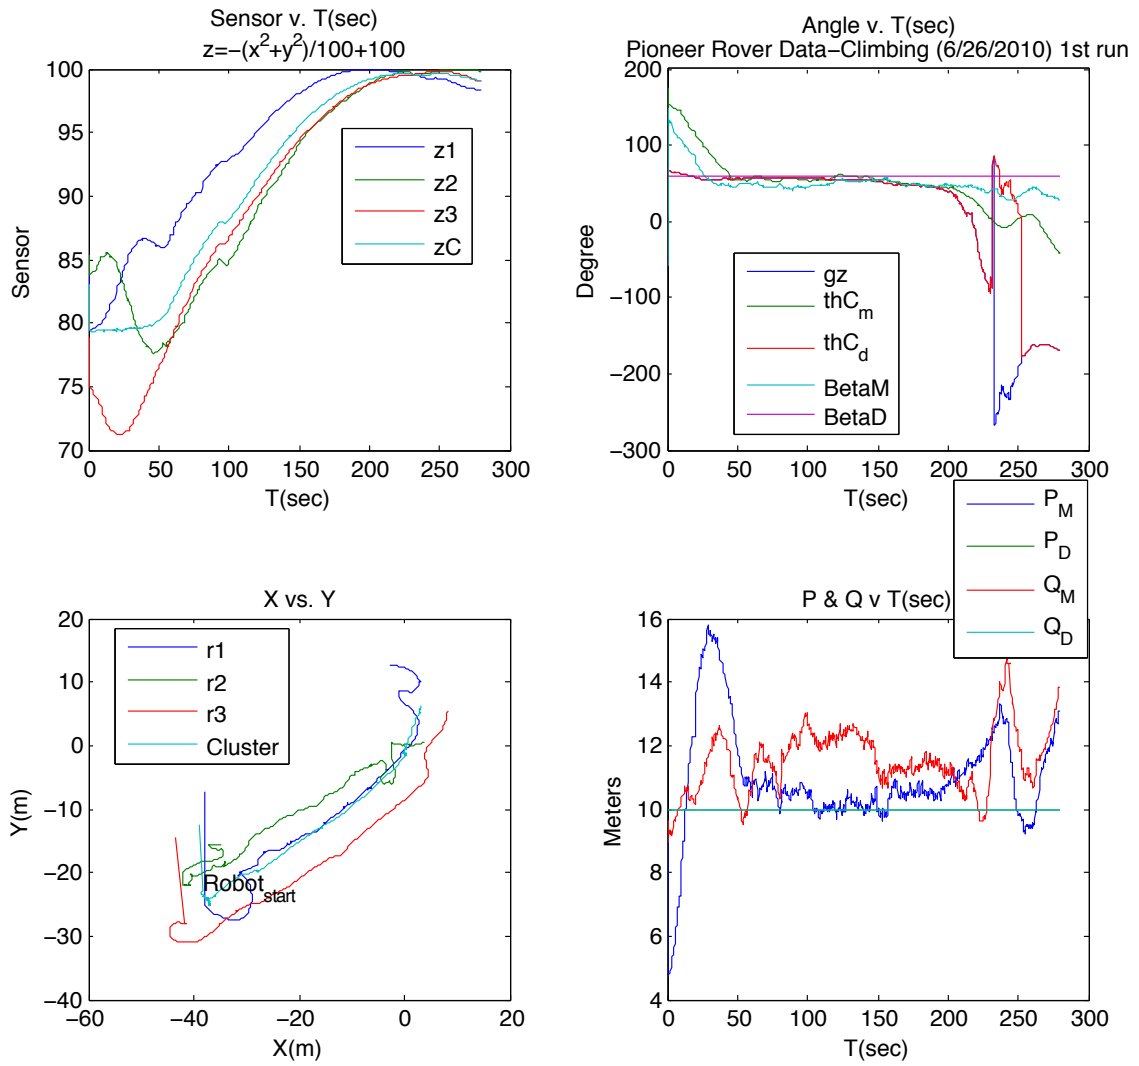 Sensor v. T(sec)
z=−(x²+y²)/100+100
100
95
90
85
80
75
70
Sensor
0 50 100 150 200 250 300
T(sec)
z1
z2
z3
zC
Angle v. T(sec)
Pioneer Rover Data−Climbing (6/26/2010) 1st run
200
100
0
−100
−200
−300
Degree
0 50 100 150 200 250 300
T(sec)
gz
thC_m
thC_d
BetaM
BetaD
X vs. Y
20
10
0
−10
−20
−30
−40
Y(m)
−60 −40 −20 0 20
X(m)
r1
r2
r3
Cluster
Robot_start
P & Q v T(sec)
16
14
12
10
8
6
4
Meters
0 50 100 150 200 250 300
T(sec)
P_M
P_D
Q_M
Q_D